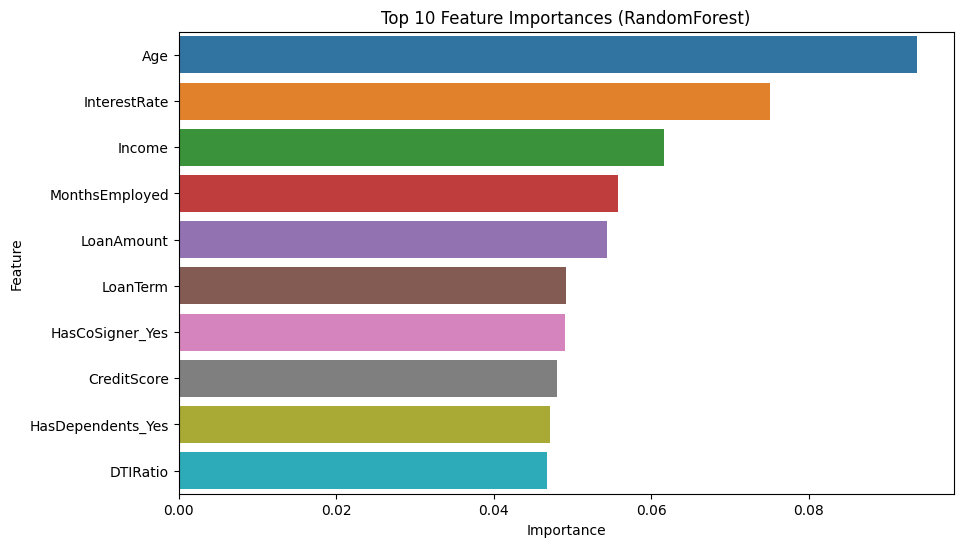 Top 10 Feature Importances (RandomForest)
Feature
Age
InterestRate
Income
MonthsEmployed
LoanAmount
LoanTerm
HasCoSigner_Yes
CreditScore
HasDependents_Yes
DTIRatio
0.00 0.02 0.04 0.06 0.08
Importance